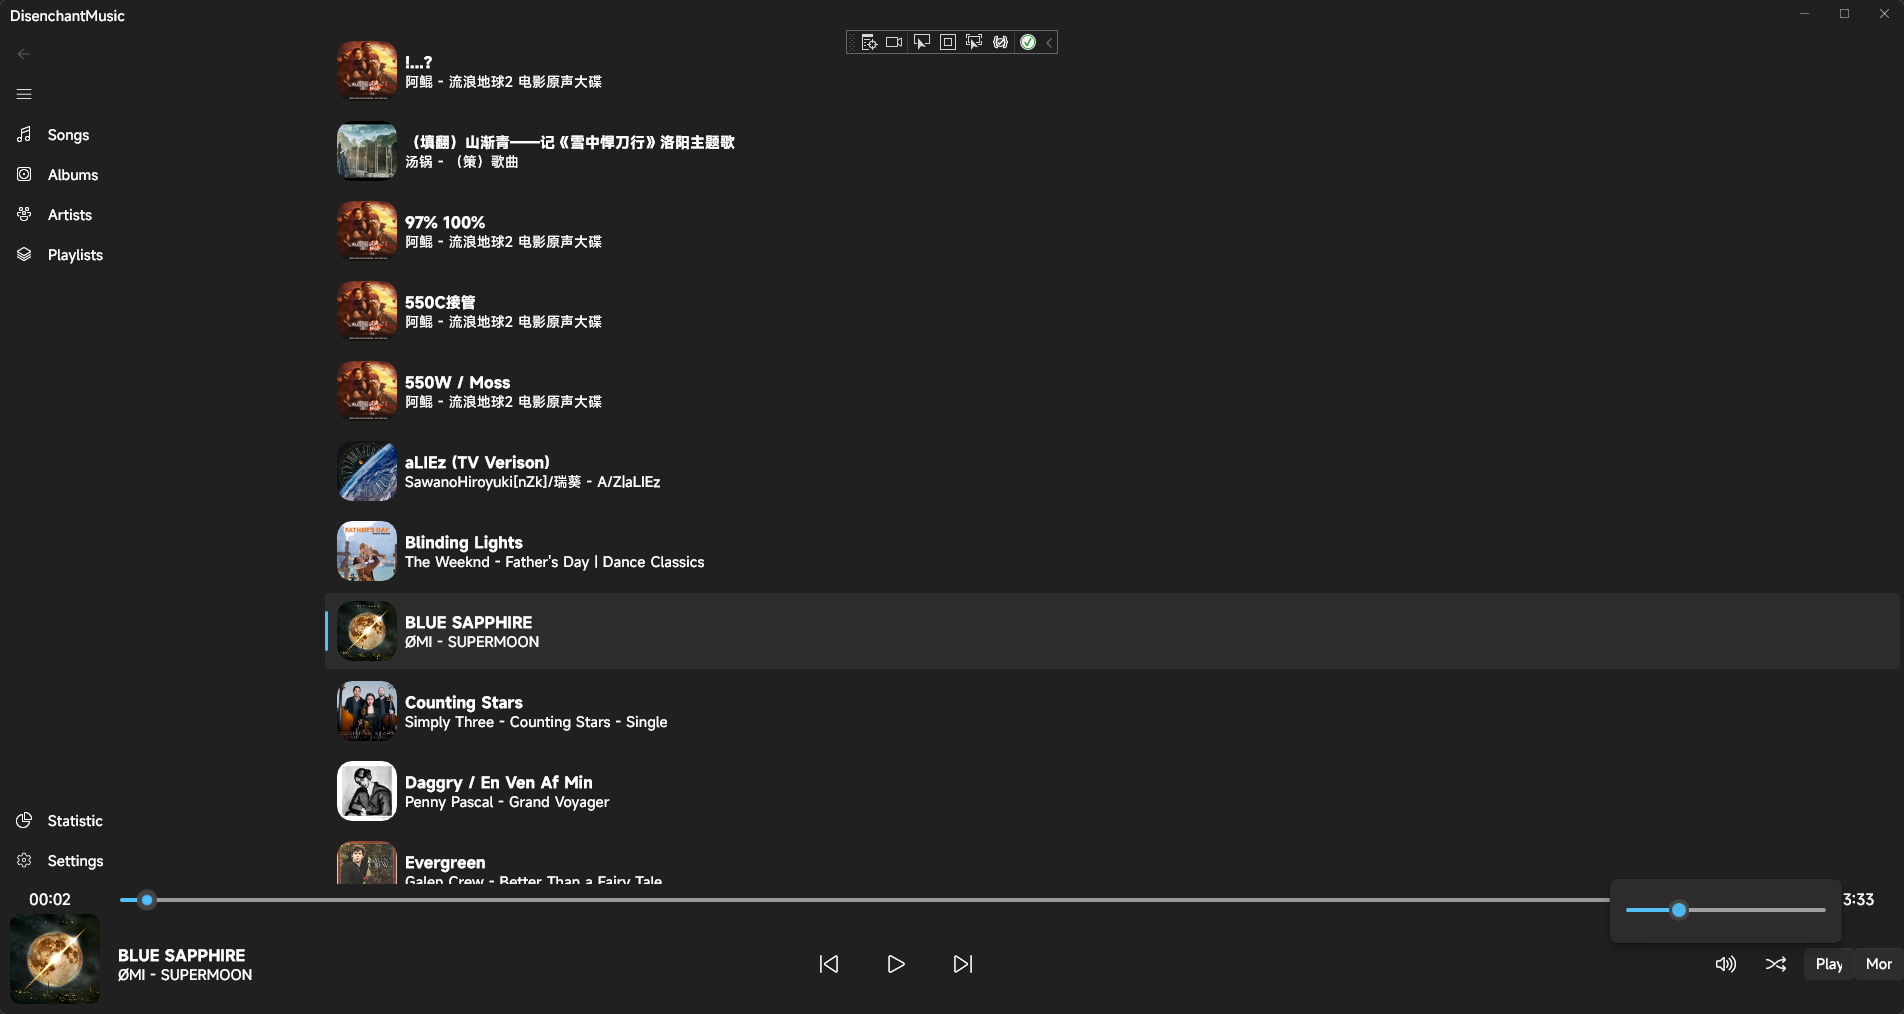 DisenchantMusic
Songs
Albums
Artists
Playlists
!...?
阿鲲 - 流浪地球2 电影原声大碟
（填翻）山渐青——记《雪中悍刀行》洛阳主题歌
汤锅 - （策）歌曲
97% 100%
阿鲲 - 流浪地球2 电影原声大碟
550C接管
阿鲲 - 流浪地球2 电影原声大碟
550W / Moss
阿鲲 - 流浪地球2 电影原声大碟
aLIEz (TV Verison)
SawanoHiroyuki[nZk]/瑞葵 - A/Z|aLIEz
FATHER'S DAY
Blinding Lights
The Weeknd - Father's Day | Dance Classics
BLUE SAPPHIRE
ØMI - SUPERMOON
COUNTING STARS
Counting Stars
Simply Three - Counting Stars - Single
Daggry / En Ven Af Min
Penny Pascal - Grand Voyager
Evergreen
Galen Crew - Better Than a Fairy Tale
Statistic
Settings
00:02
3:33
BLUE SAPPHIRE
ØMI - SUPERMOON
Play
Mor